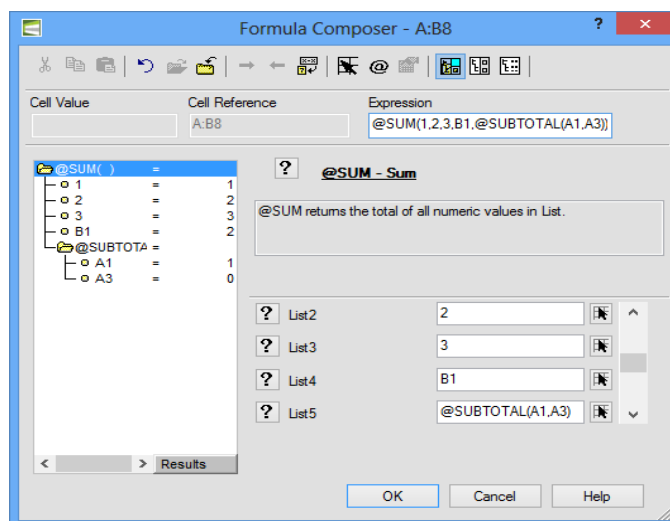 Formula Composer - A:B8
? ×
@
Cell Value Cell Reference Expression
A:B8 @SUM(1,2,3,B1,@SUBTOTAL(A1,A3))
@SUM( ) =
1 = 1
2 = 2
3 = 3
B1 = 2
@SUBTOTA =
A1 = 1
A3 = 0
< > Results
? @SUM - Sum
@SUM returns the total of all numeric values in List.
? List2 2
? List3 3
? List4 B1
? List5 @SUBTOTAL(A1,A3)
OK Cancel Help